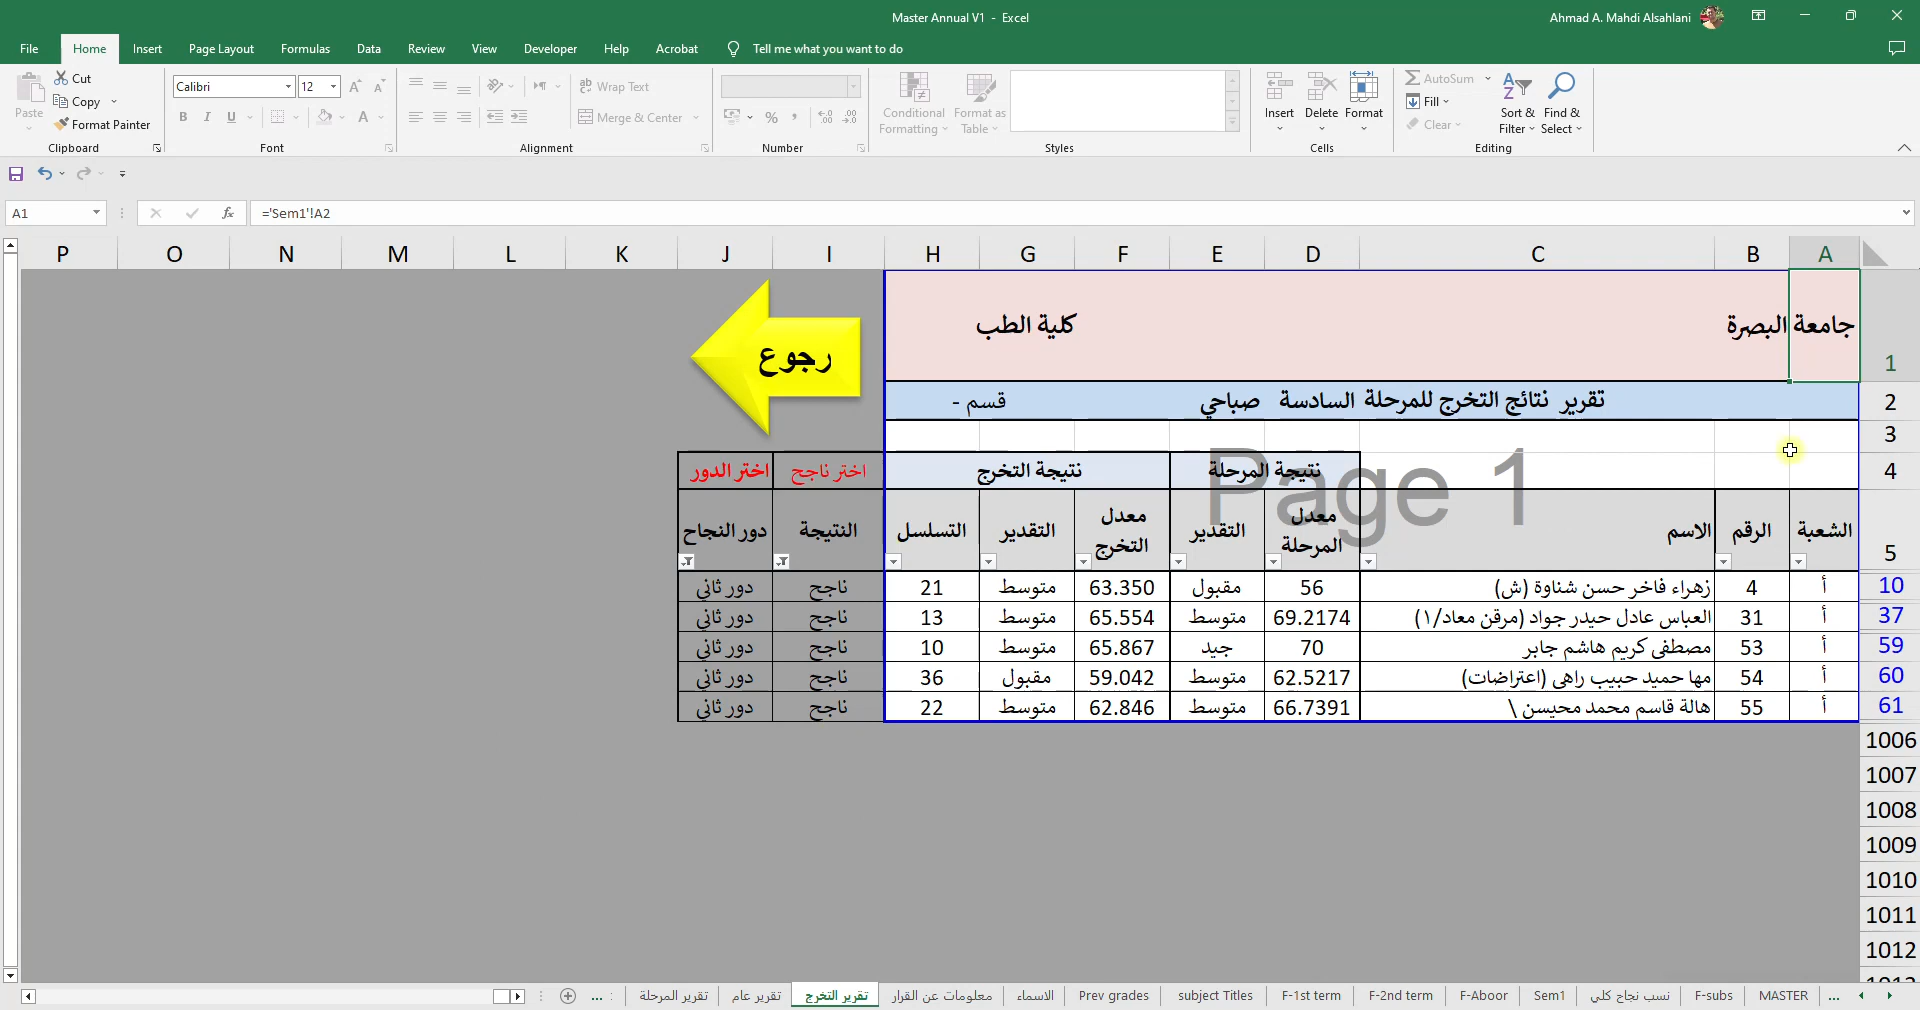 Master Annual V1 - Excel
Ahmad A. Mahdi Alsahlani
File Home Insert Page Layout Formulas Data Review View Developer Help Acrobat Tell me what you want to do
Cut
Copy
Format Painter
Paste
Clipboard
Calibri 12
B I U
Font
Wrap Text
Merge & Center
Alignment
Number
Conditional Formatting
Format as Table
Styles
Insert Delete Format
Cells
AutoSum
Fill
Clear
Sort & Filter
Find & Select
Editing
A1 fx ='Sem1'!A2
P O N M L K J I H G F E D C B A
جامعة البصرة كلية الطب 1
رجوع
تقرير نتائج التخرج للمرحلة السادسة صباحي قسم - 2
3
Page 1
نتيجة المرحلة نتيجة التخرج اختر ناجح اختر الدور 4
الشعبة الرقم الاسم معدل المرحلة التقدير معدل التخرج التقدير التسلسل النتيجة دور النجاح 5
أ 4 زهراء فاخر حسن شناوة (ش) 56 مقبول 63.350 متوسط 21 ناجح دور ثاني 10
أ 31 العباس عادل حيدر جواد (مرقن معاد/١) 69.2174 متوسط 65.554 متوسط 13 ناجح دور ثاني 37
أ 53 مصطفى كريم هاشم جابر 70 جيد 65.867 متوسط 10 ناجح دور ثاني 59
أ 54 مها حميد حبيب راهى (اعتراضات) 62.5217 متوسط 59.042 مقبول 36 ناجح دور ثاني 60
أ 55 هالة قاسم محمد محيسن \ 66.7391 متوسط 62.846 متوسط 22 ناجح دور ثاني 61
1006
1007
1008
1009
1010
1011
1012
... تقرير المرحلة تقرير عام تقرير التخرج معلومات عن القرار الاسماء Prev grades subject Titles F-1st term F-2nd term F-Aboor Sem1 نسب نجاح كلي F-subs MASTER ...